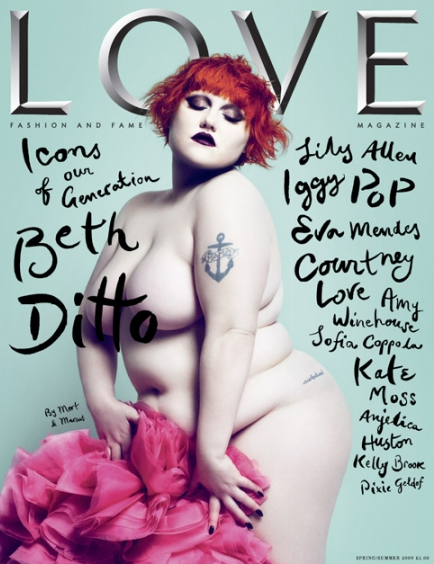 LOVE
FASHION AND FAME
MAGAZINE
Icons
of our
Generation
Beth
Ditto
By Mert
& Marcus
Lily Allen
Iggy Pop
Eva Mendes
Courtney
Love Amy
Winehouse
Sofia Coppola
Kate
Moss
Anjelica
Huston
Kelly Brook
Pixie Geldof
SPRING/SUMMER 2009 £5.00